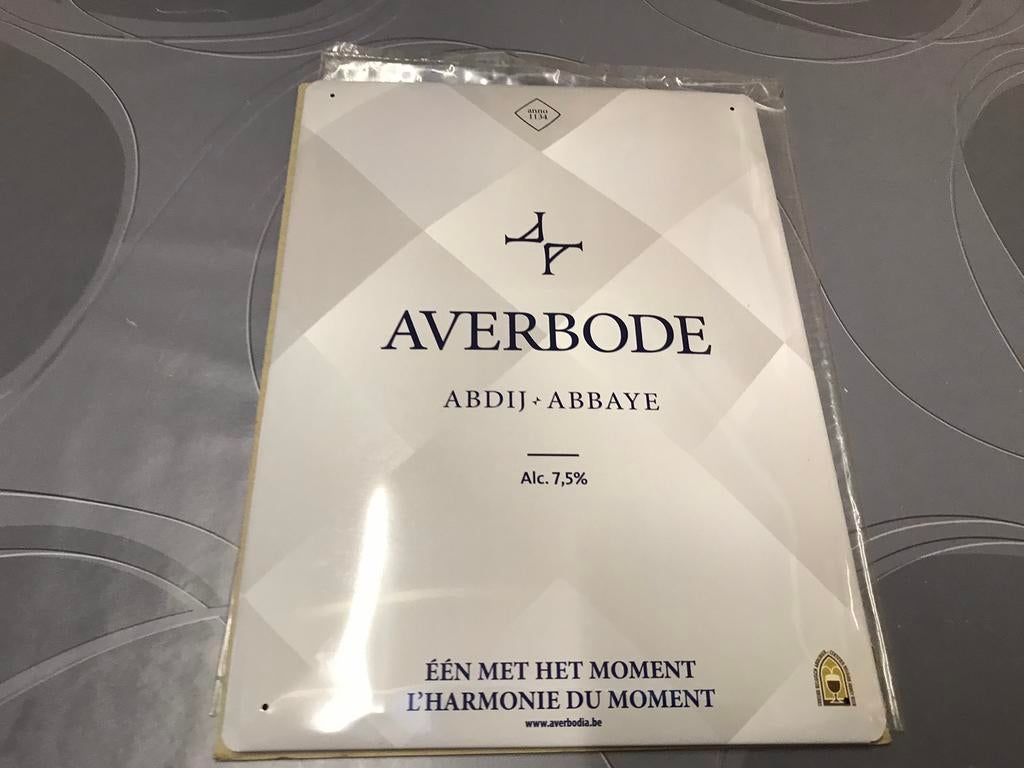 anno
1134
AVERBODE
ABDIJ ABBAYE
Alc. 7,5%
ÉÉN MET HET MOMENT
L'HARMONIE DU MOMENT
www.averbodia.be